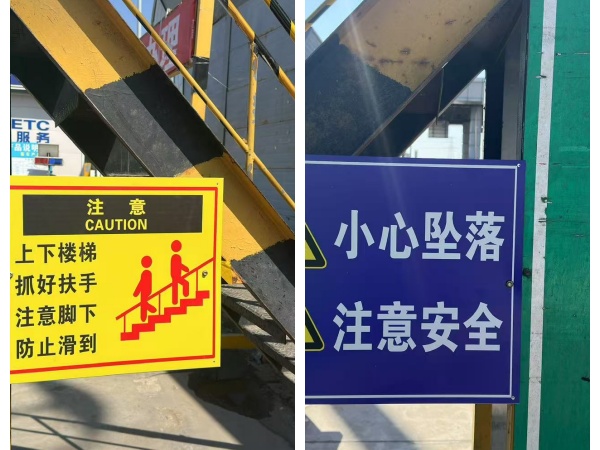 ETC
服务
注意
CAUTION
上下楼梯
抓好扶手
注意脚下
防止滑到
小心坠落
注意安全